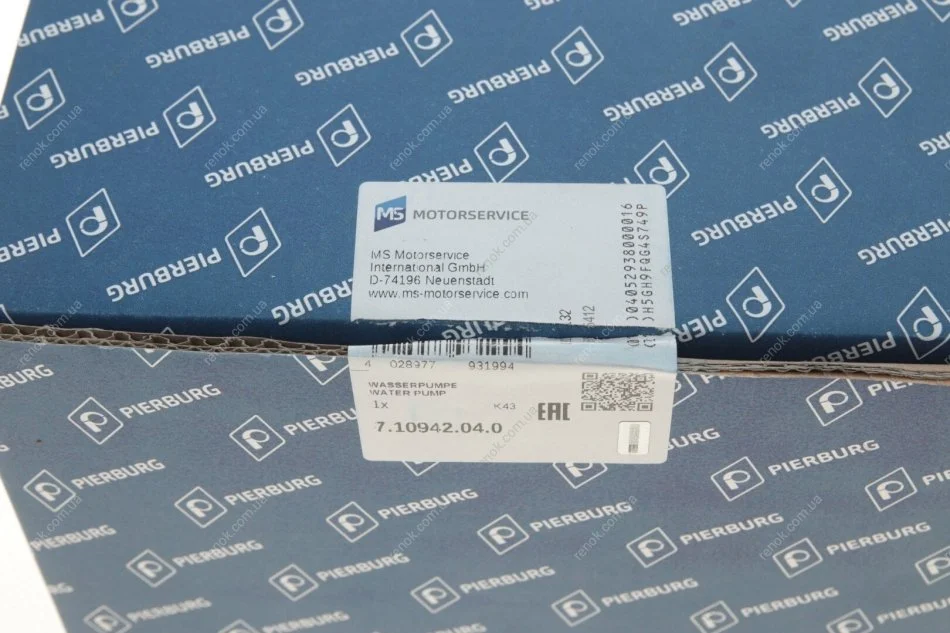 PIERBURG
MS MOTORSERVICE
MS Motorservice
International GmbH
D-74196 Neuenstadt
www.ms-motorservice.com
4 028977 931994
WASSERPUMPE
WATER PUMP
1x K43
EAC
7.10942.04.0
renok.com.ua